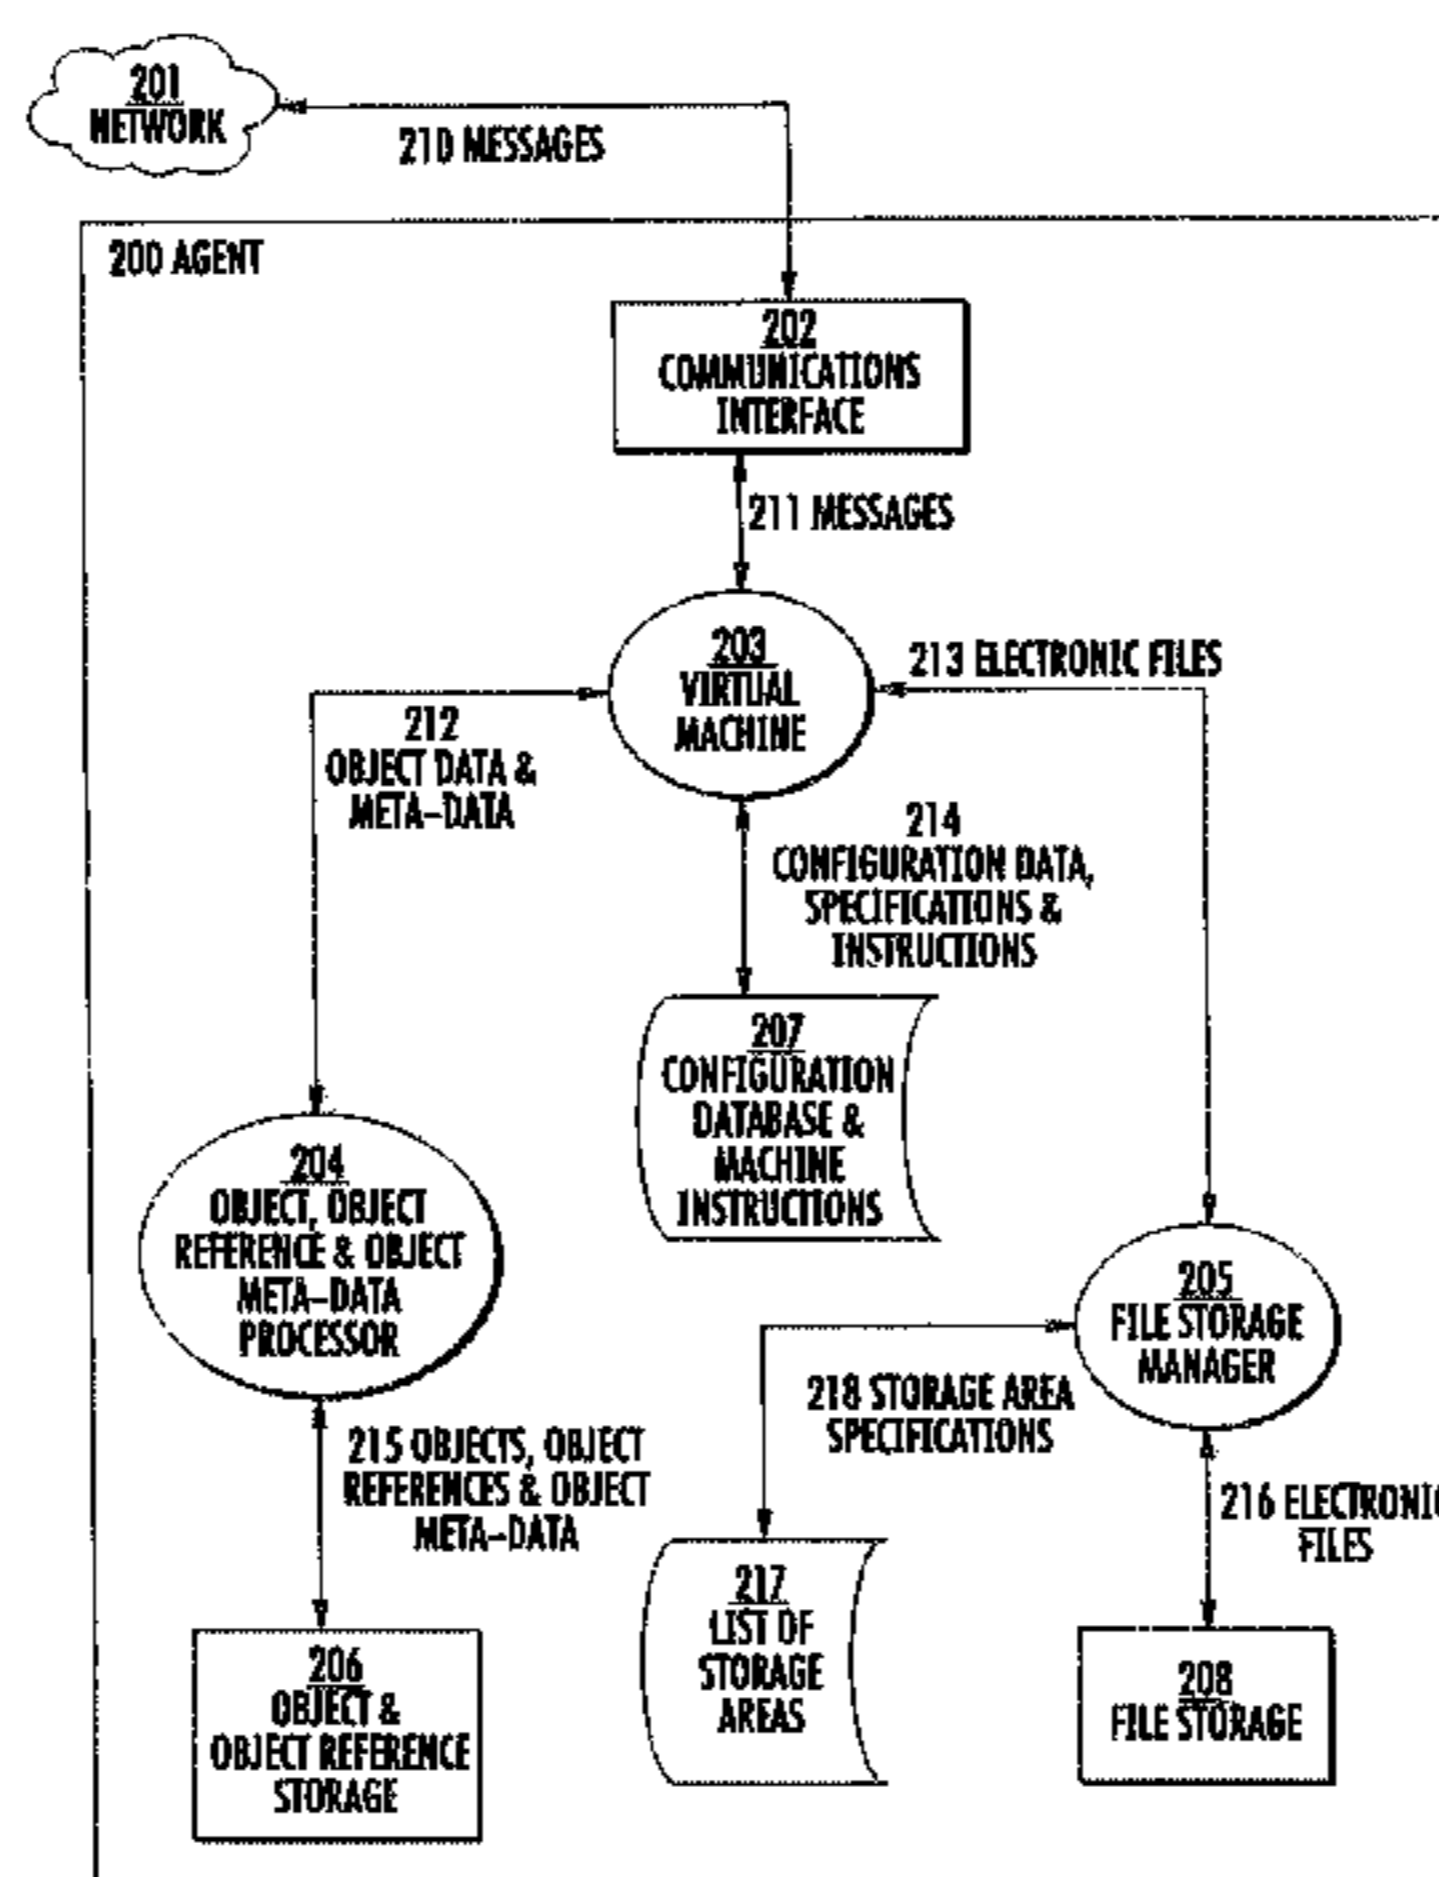 201
NETWORK
210 MESSAGES
200 AGENT
202
COMMUNICATIONS
INTERFACE
211 MESSAGES
203
VIRTUAL
MACHINE
213 ELECTRONIC FILES
212
OBJECT DATA &
META-DATA
214
CONFIGURATION DATA,
SPECIFICATIONS &
INSTRUCTIONS
207
CONFIGURATION
DATABASE &
MACHINE
INSTRUCTIONS
204
OBJECT, OBJECT
REFERENCE & OBJECT
META-DATA
PROCESSOR
205
FILE STORAGE
MANAGER
218 STORAGE AREA
SPECIFICATIONS
215 OBJECTS, OBJECT
REFERENCES & OBJECT
META-DATA
216 ELECTRONIC
FILES
217
LIST OF
STORAGE
AREAS
206
OBJECT &
OBJECT REFERENCE
STORAGE
208
FILE STORAGE